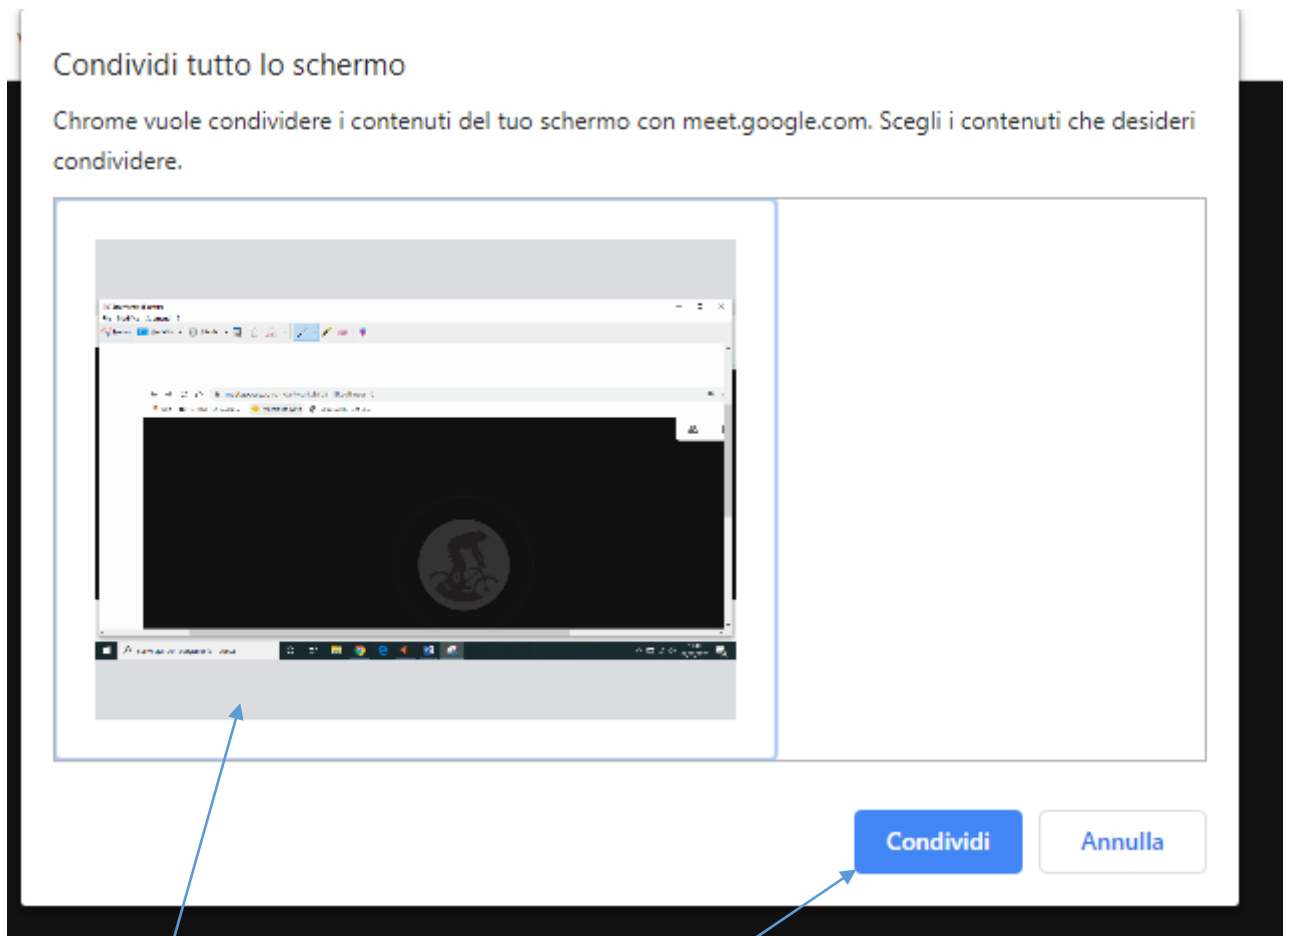 Condividi tutto lo schermo
Chrome vuole condividere i contenuti del tuo schermo con meet.google.com. Scegli i contenuti che desideri
condividere.
Condividi
Annulla